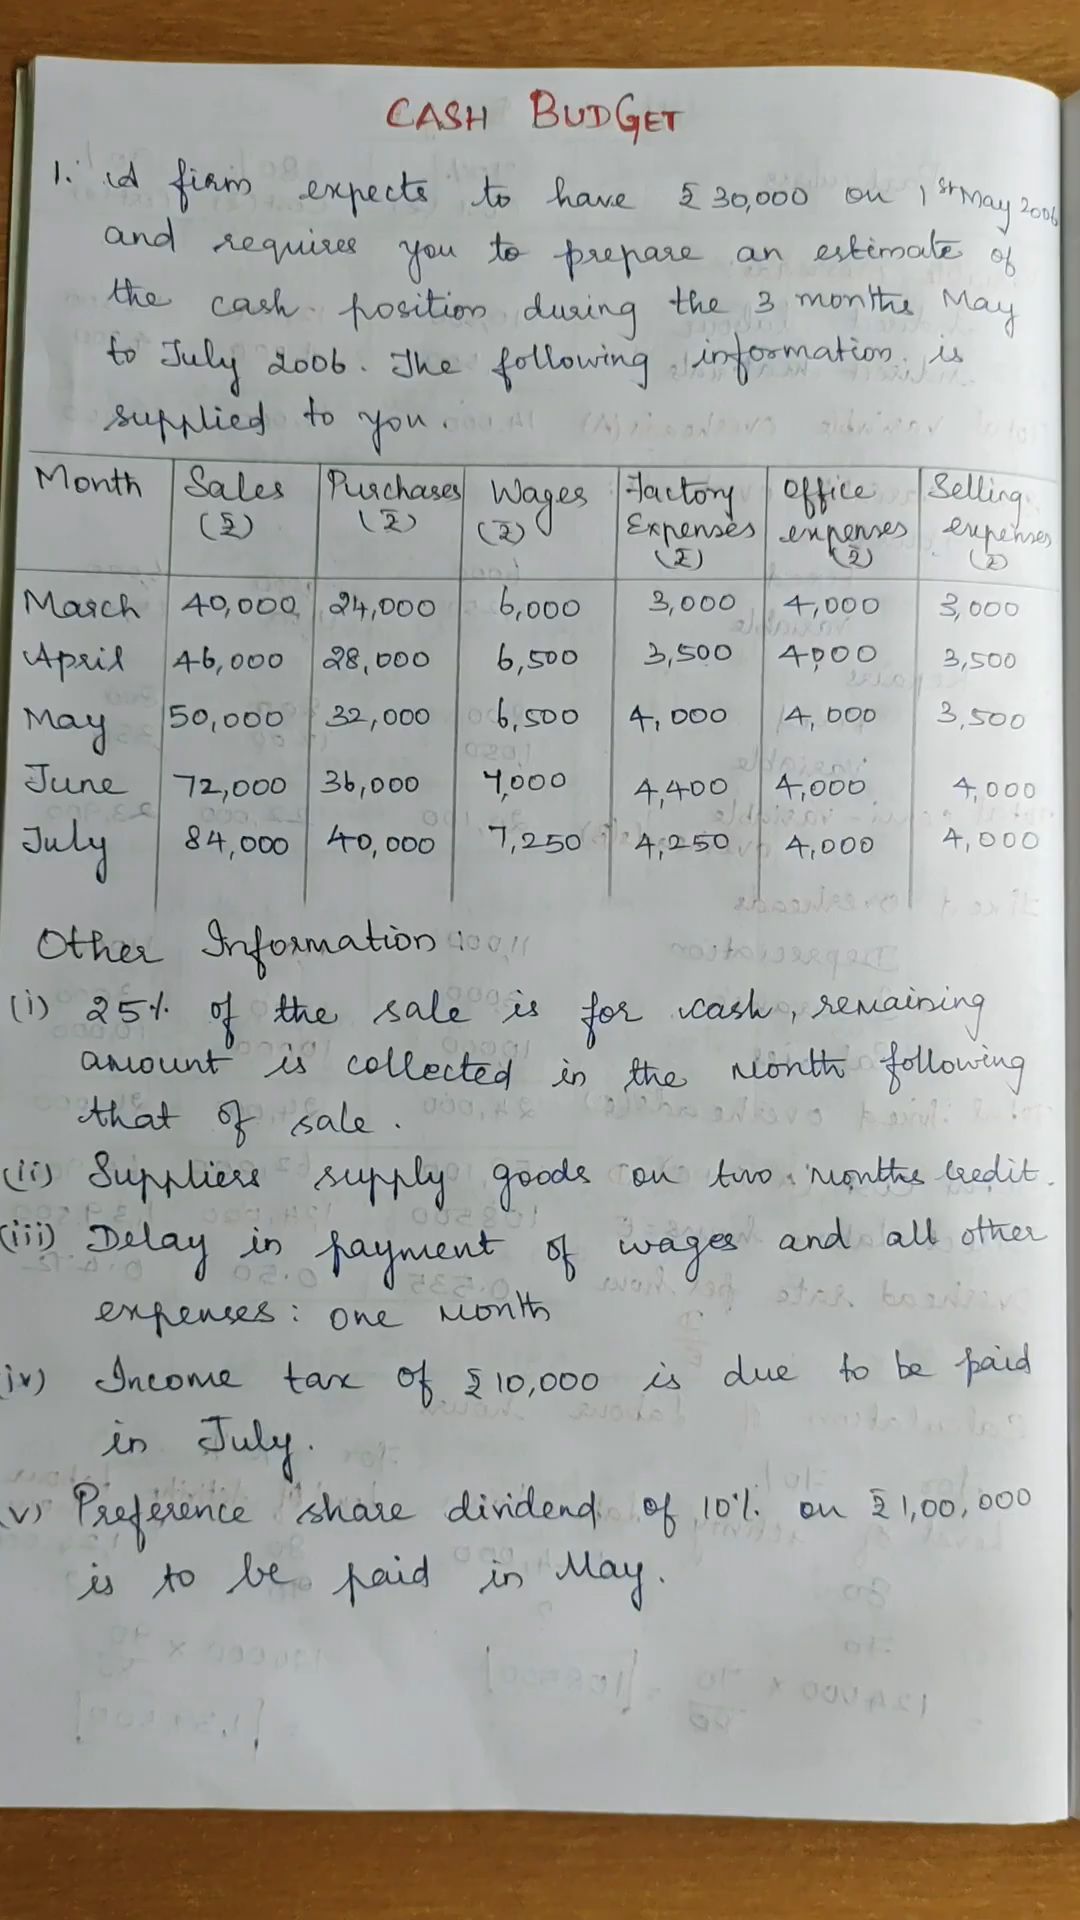 CASH BUDGET
1. A firm expects to have ₹ 30,000 on 1st May 2006
and requires you to prepare an estimate of
the cash position during the 3 months May
to July 2006. The following information is
supplied to you.
Month Sales (₹) Purchases (₹) Wages (₹) Factory Expenses (₹) Office expenses (₹) Selling expenses (₹)
March 40,000 24,000 6,000 3,000 4,000 3,000
April 46,000 28,000 6,500 3,500 4000 3,500
May 50,000 32,000 6,500 4,000 4,000 3,500
June 72,000 36,000 7,000 4,400 4,000 4,000
July 84,000 40,000 7,250 4,250 4,000 4,000
Other Information:
(i) 25% of the sale is for cash, remaining
amount is collected in the month following
that of sale.
(ii) Suppliers supply goods on two months credit.
(iii) Delay in payment of wages and all other
expenses: one month
iv) Income tax of ₹10,000 is due to be paid
in July.
v) Preference share dividend of 10% on ₹1,00,000
is to be paid in May.